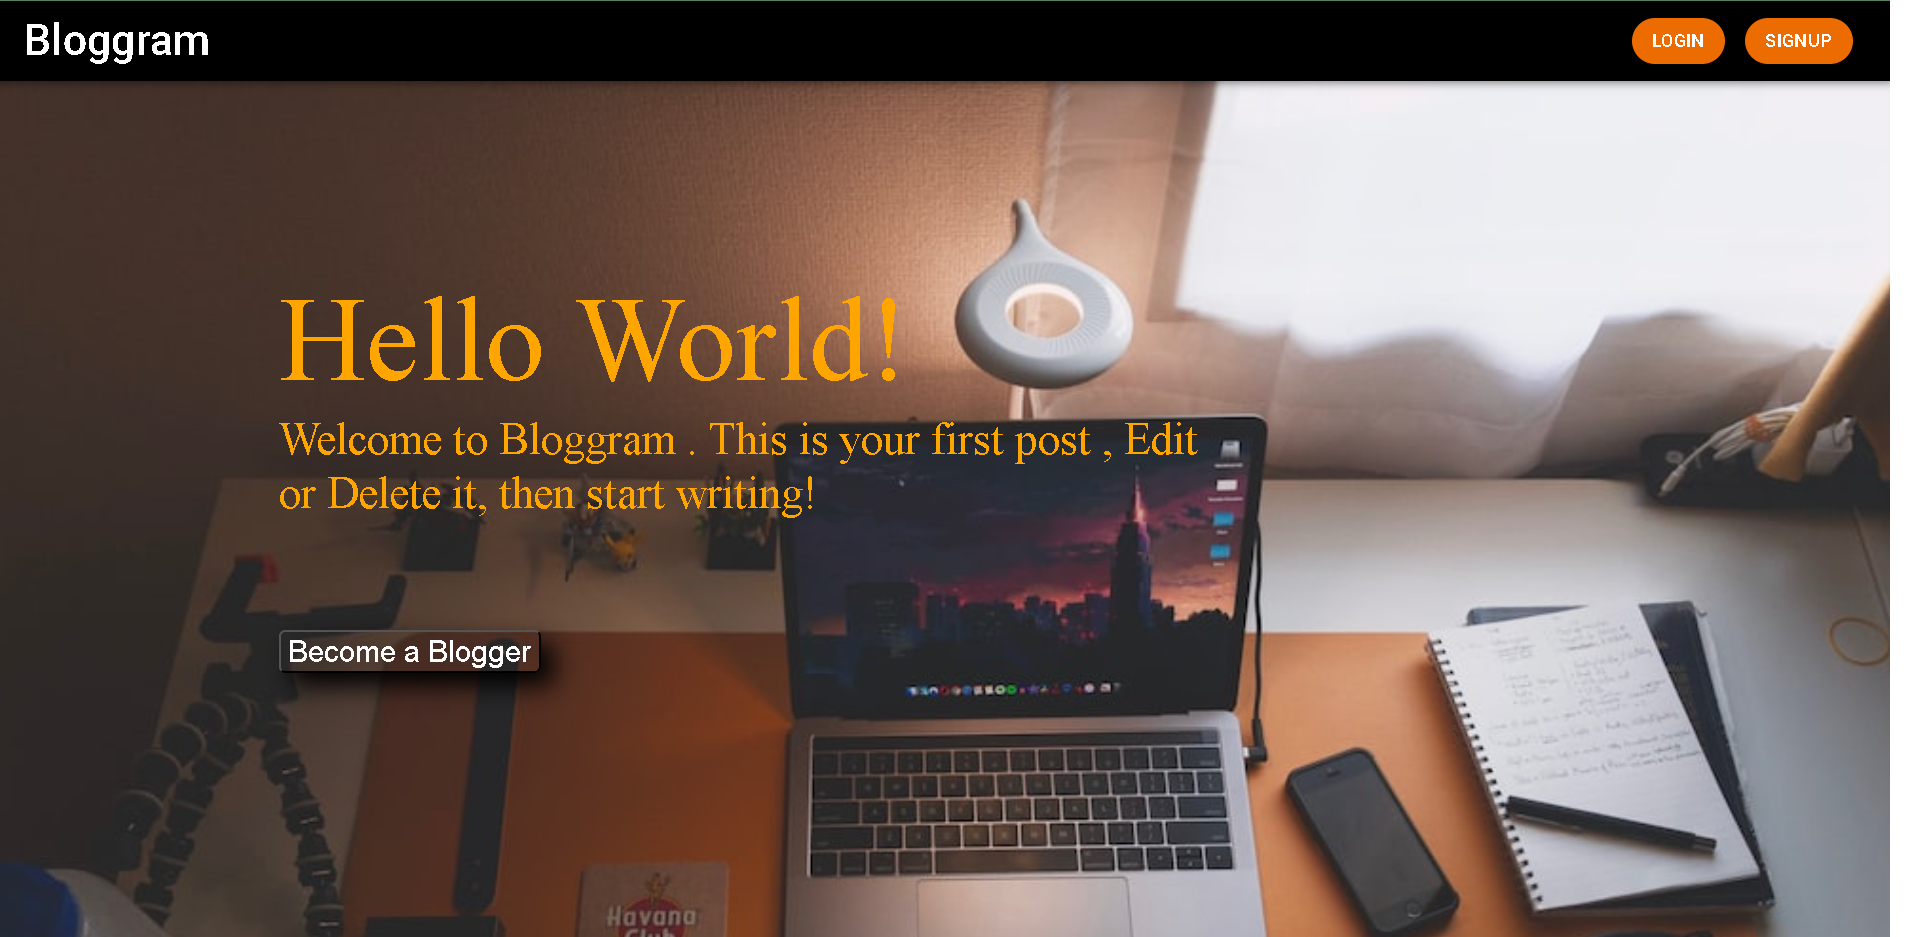 Bloggram
LOGIN
SIGNUP
Hello World!
Welcome to Bloggram . This is your first post , Edit
or Delete it, then start writing!
Become a Blogger
Havana
Club